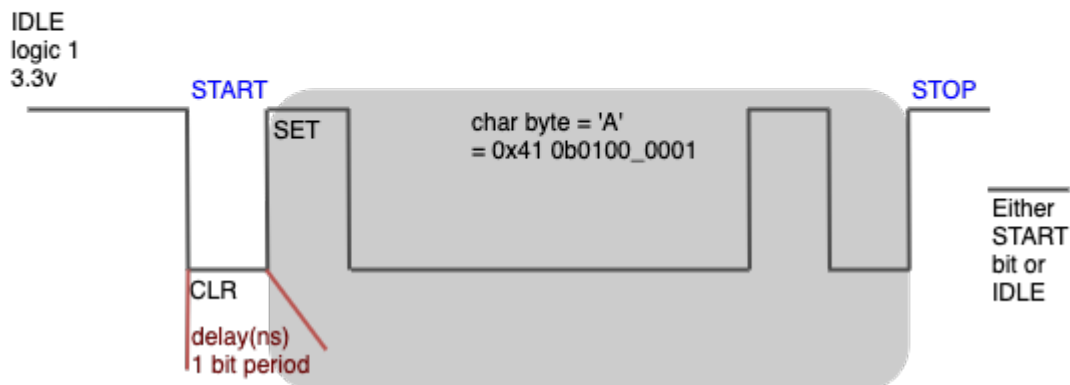 IDLE
logic 1
3.3v
START
STOP
SET
char byte = 'A'
= 0x41 0b0100_0001
CLR
delay(ns)
1 bit period
Either
START
bit or
IDLE